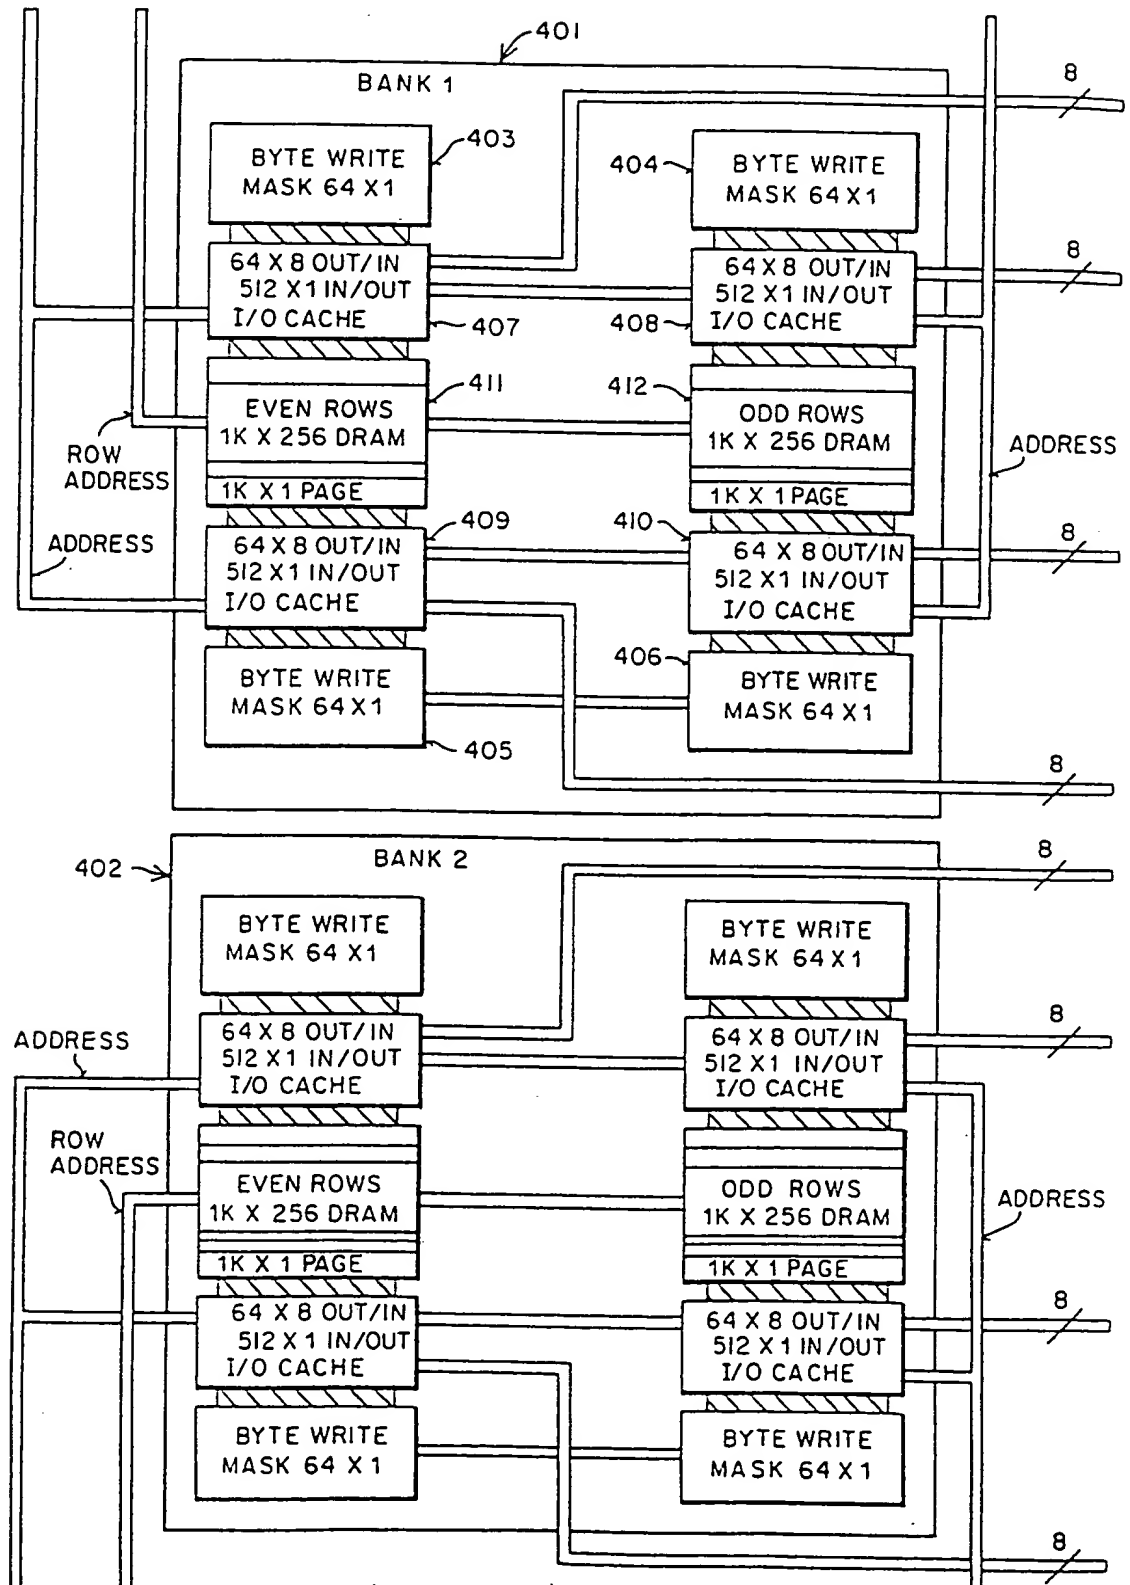 401
BANK 1
8
BYTE WRITE
MASK 64 X 1
403
404
BYTE WRITE
MASK 64 X 1
64 X 8 OUT/IN
512 X 1 IN/OUT
I/O CACHE
407
8
64 X 8 OUT/IN
512 X 1 IN/OUT
I/O CACHE
408
411
EVEN ROWS
1K X 256 DRAM
1K X 1 PAGE
412
ODD ROWS
1K X 256 DRAM
1K X 1 PAGE
ROW
ADDRESS
ADDRESS
ADDRESS
409
64 X 8 OUT/IN
512 X 1 IN/OUT
I/O CACHE
410
64 X 8 OUT/IN
512 X 1 IN/OUT
I/O CACHE
8
BYTE WRITE
MASK 64 X 1
405
406
BYTE WRITE
MASK 64 X 1
8
402
BANK 2
8
BYTE WRITE
MASK 64 X 1
BYTE WRITE
MASK 64 X 1
ADDRESS
64 X 8 OUT/IN
512 X 1 IN/OUT
I/O CACHE
64 X 8 OUT/IN
512 X 1 IN/OUT
I/O CACHE
8
ROW
ADDRESS
EVEN ROWS
1K X 256 DRAM
1K X 1 PAGE
ODD ROWS
1K X 256 DRAM
1K X 1 PAGE
ADDRESS
64 X 8 OUT/IN
512 X 1 IN/OUT
I/O CACHE
64 X 8 OUT/IN
512 X 1 IN/OUT
I/O CACHE
8
BYTE WRITE
MASK 64 X 1
BYTE WRITE
MASK 64 X 1
8